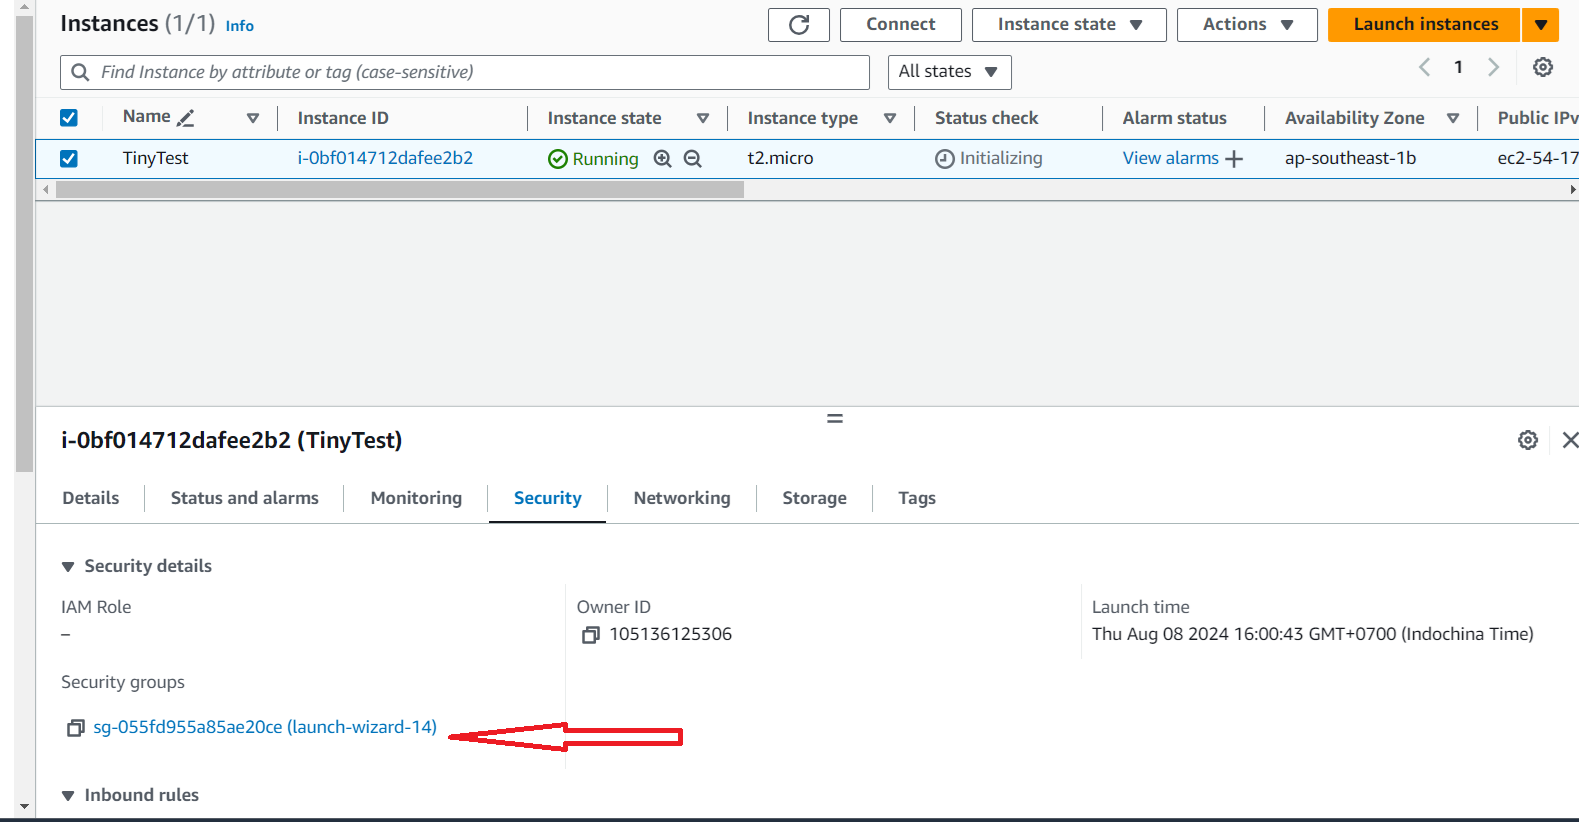 Instances (1/1) Info
Connect
Instance state
Actions
Launch instances
Find Instance by attribute or tag (case-sensitive)
All states
1
Name
Instance ID
Instance state
Instance type
Status check
Alarm status
Availability Zone
Public IPv
TinyTest
i-0bf014712dafee2b2
Running
t2.micro
Initializing
View alarms
ap-southeast-1b
ec2-54-17
i-0bf014712dafee2b2 (TinyTest)
Details
Status and alarms
Monitoring
Security
Networking
Storage
Tags
Security details
IAM Role
–
Owner ID
105136125306
Launch time
Thu Aug 08 2024 16:00:43 GMT+0700 (Indochina Time)
Security groups
sg-055fd955a85ae20ce (launch-wizard-14)
Inbound rules